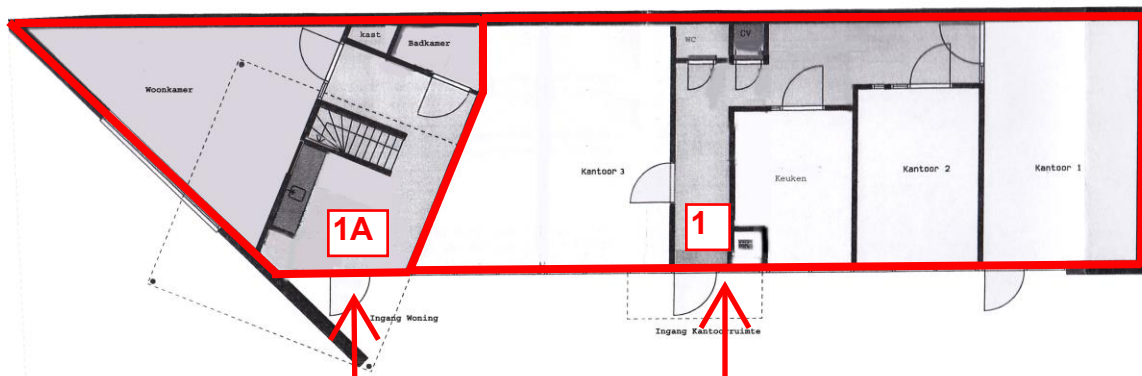 kast
Badkamer
WC
CV
Woonkamer
Kantoor 3
Keuken
Kantoor 2
Kantoor 1
1A
1
Ingang Woning
Ingang Kantoorruimte